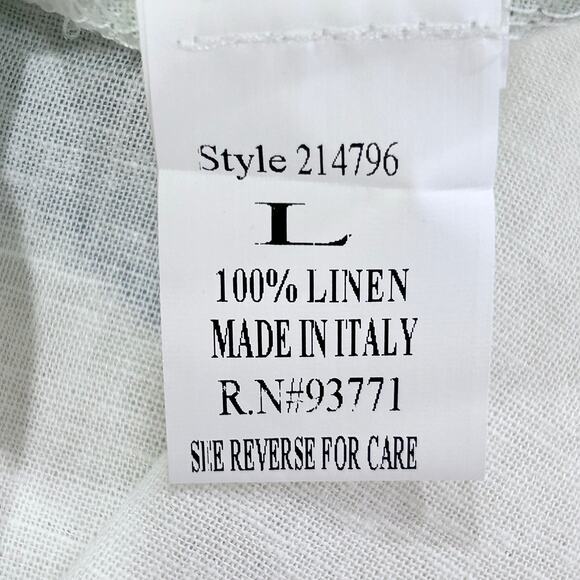 Style 214796
L
100% LINEN
MADE IN ITALY
R.N#93771
SEE REVERSE FOR CARE